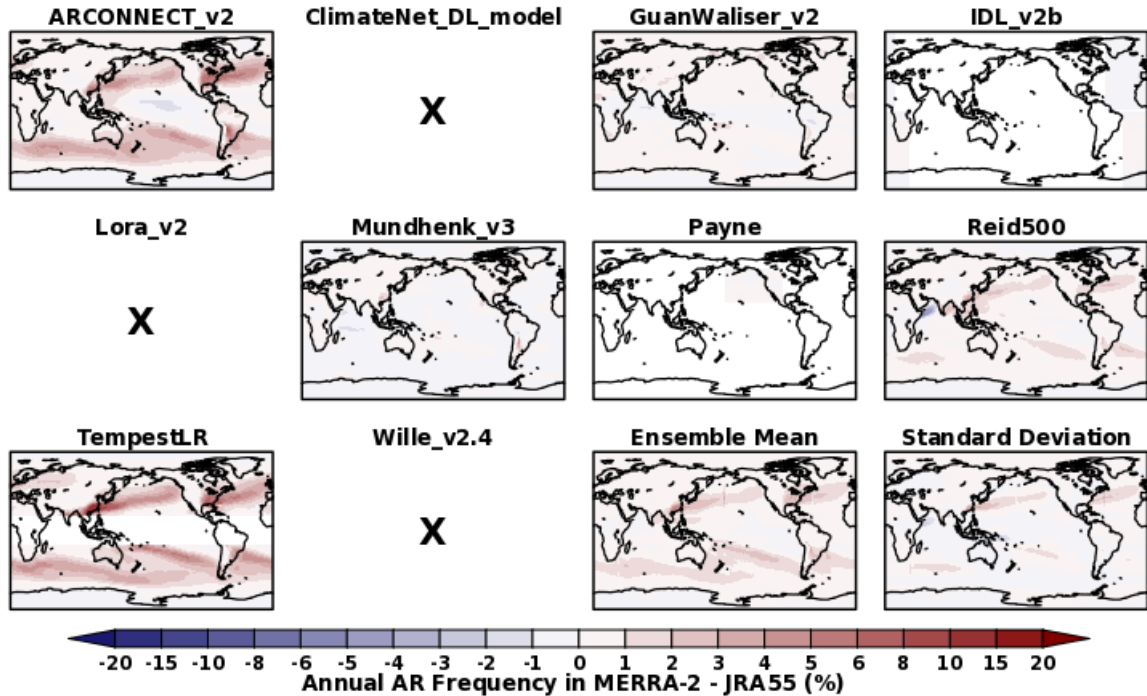 ARCONNECT_v2 ClimateNet_DL_model GuanWaliser_v2 IDL_v2b
X
Lora_v2 Mundhenk_v3 Payne Reid500
X
TempestLR Wille_v2.4 Ensemble Mean Standard Deviation
X
-20 -15 -10 -8 -6 -5 -4 -3 -2 -1 0 1 2 3 4 5 6 8 10 15 20
Annual AR Frequency in MERRA-2 - JRA55 (%)